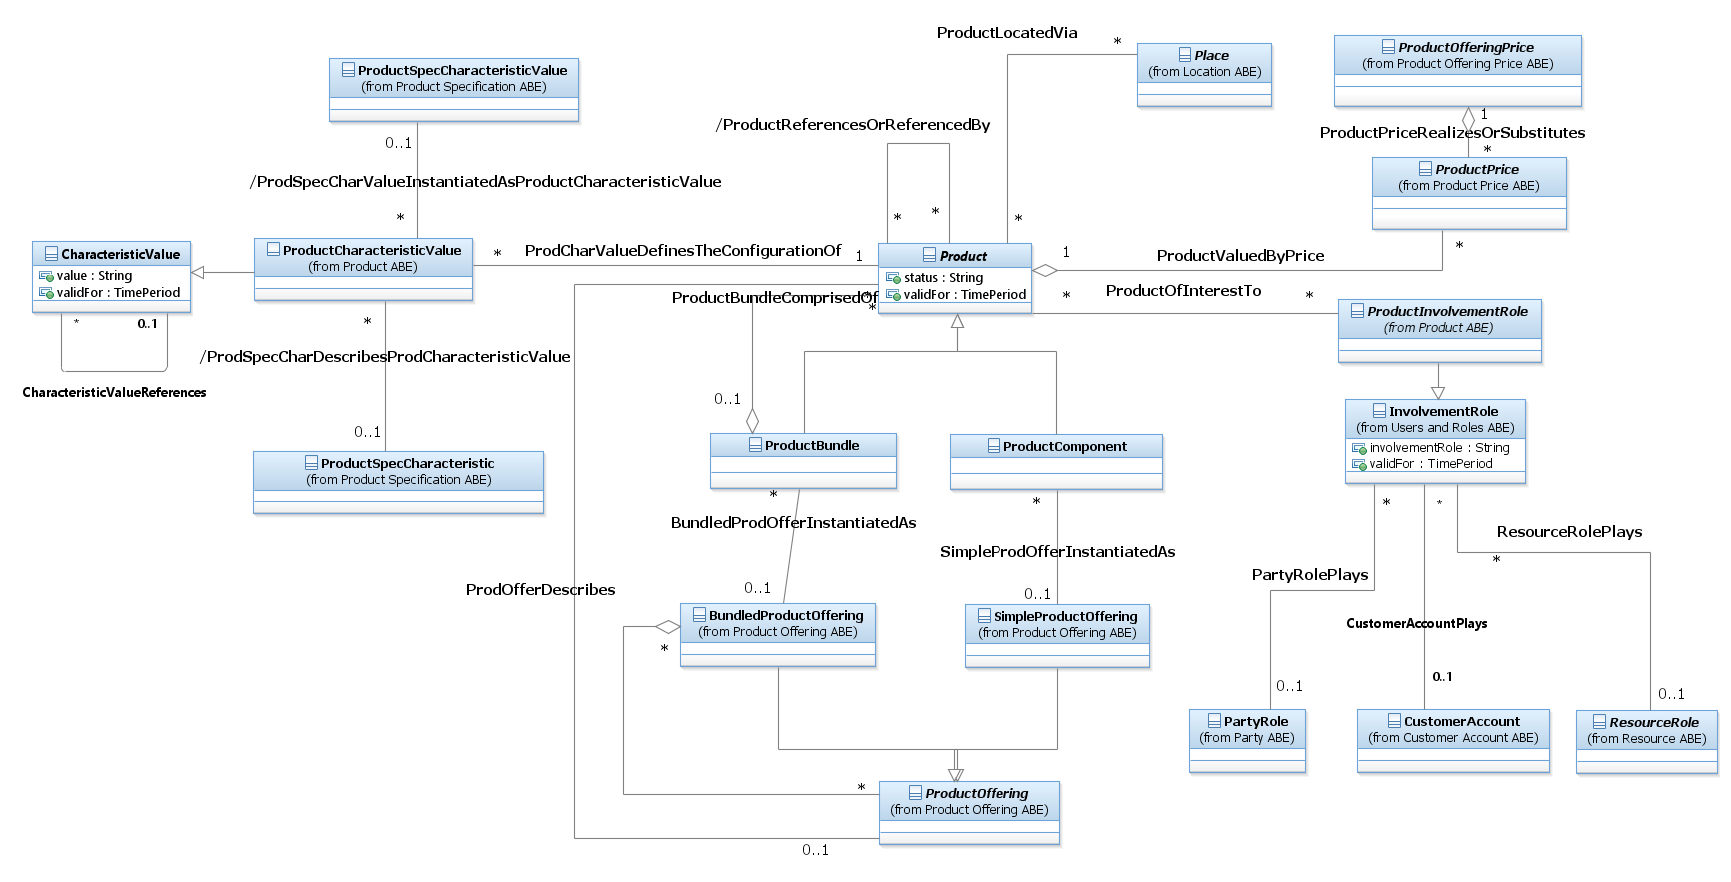 ProductLocatedVia
*
Place
(from Location ABE)
ProductOfferingPrice
(from Product Offering Price ABE)
ProductSpecCharacteristicValue
(from Product Specification ABE)
0..1
/ProductReferencesOrReferencedBy
1
ProductPriceRealizesOrSubstitutes
*
ProductPrice
(from Product Price ABE)
/ProdSpecCharValueInstantiatedAsProductCharacteristicValue
*
*
*
*
*
CharacteristicValue
value : String
validFor : TimePeriod
*
0..1
CharacteristicValueReferences
ProductCharacteristicValue
(from Product ABE)
*
ProdCharValueDefinesTheConfigurationOf
1
Product
status : String
validFor : TimePeriod
1
ProductValuedByPrice
*
ProductOfInterestTo
*
ProductBundleComprisedOf
*
*
ProductInvolvementRole
(from Product ABE)
*
/ProdSpecCharDescribesProdCharacteristicValue
0..1
ProductSpecCharacteristic
(from Product Specification ABE)
0..1
ProductBundle
ProductComponent
InvolvementRole
(from Users and Roles ABE)
involvementRole : String
validFor : TimePeriod
*
*
*
*
BundledProdOfferInstantiatedAs
SimpleProdOfferInstantiatedAs
ResourceRolePlays
*
PartyRolePlays
ProdOfferDescribes
0..1
0..1
BundledProductOffering
(from Product Offering ABE)
*
SimpleProductOffering
(from Product Offering ABE)
CustomerAccountPlays
0..1
0..1
0..1
PartyRole
(from Party ABE)
CustomerAccount
(from Customer Account ABE)
ResourceRole
(from Resource ABE)
*
ProductOffering
(from Product Offering ABE)
0..1